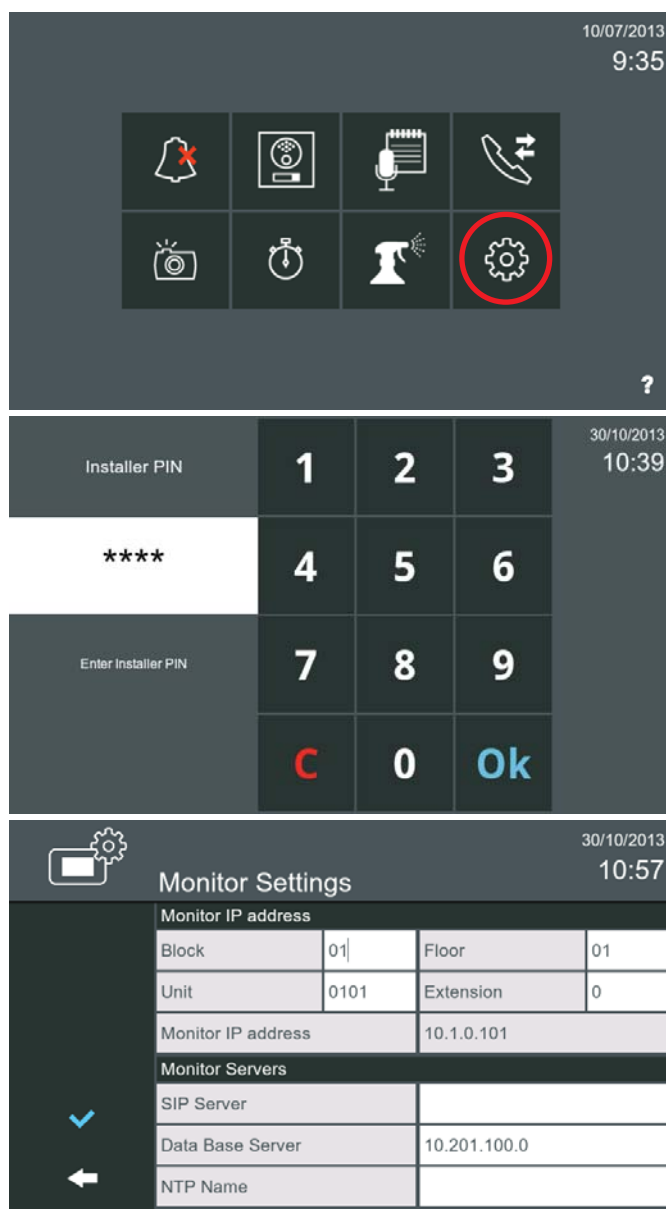 10/07/2013
9:35
?
Installer PIN
1 2 3
30/10/2013
10:39
****
4 5 6
Enter Installer PIN
7 8 9
C 0 Ok
30/10/2013
10:57
Monitor Settings
Monitor IP address
Block 01 Floor 01
Unit 0101 Extension 0
Monitor IP address 10.1.0.101
Monitor Servers
SIP Server
Data Base Server 10.201.100.0
NTP Name